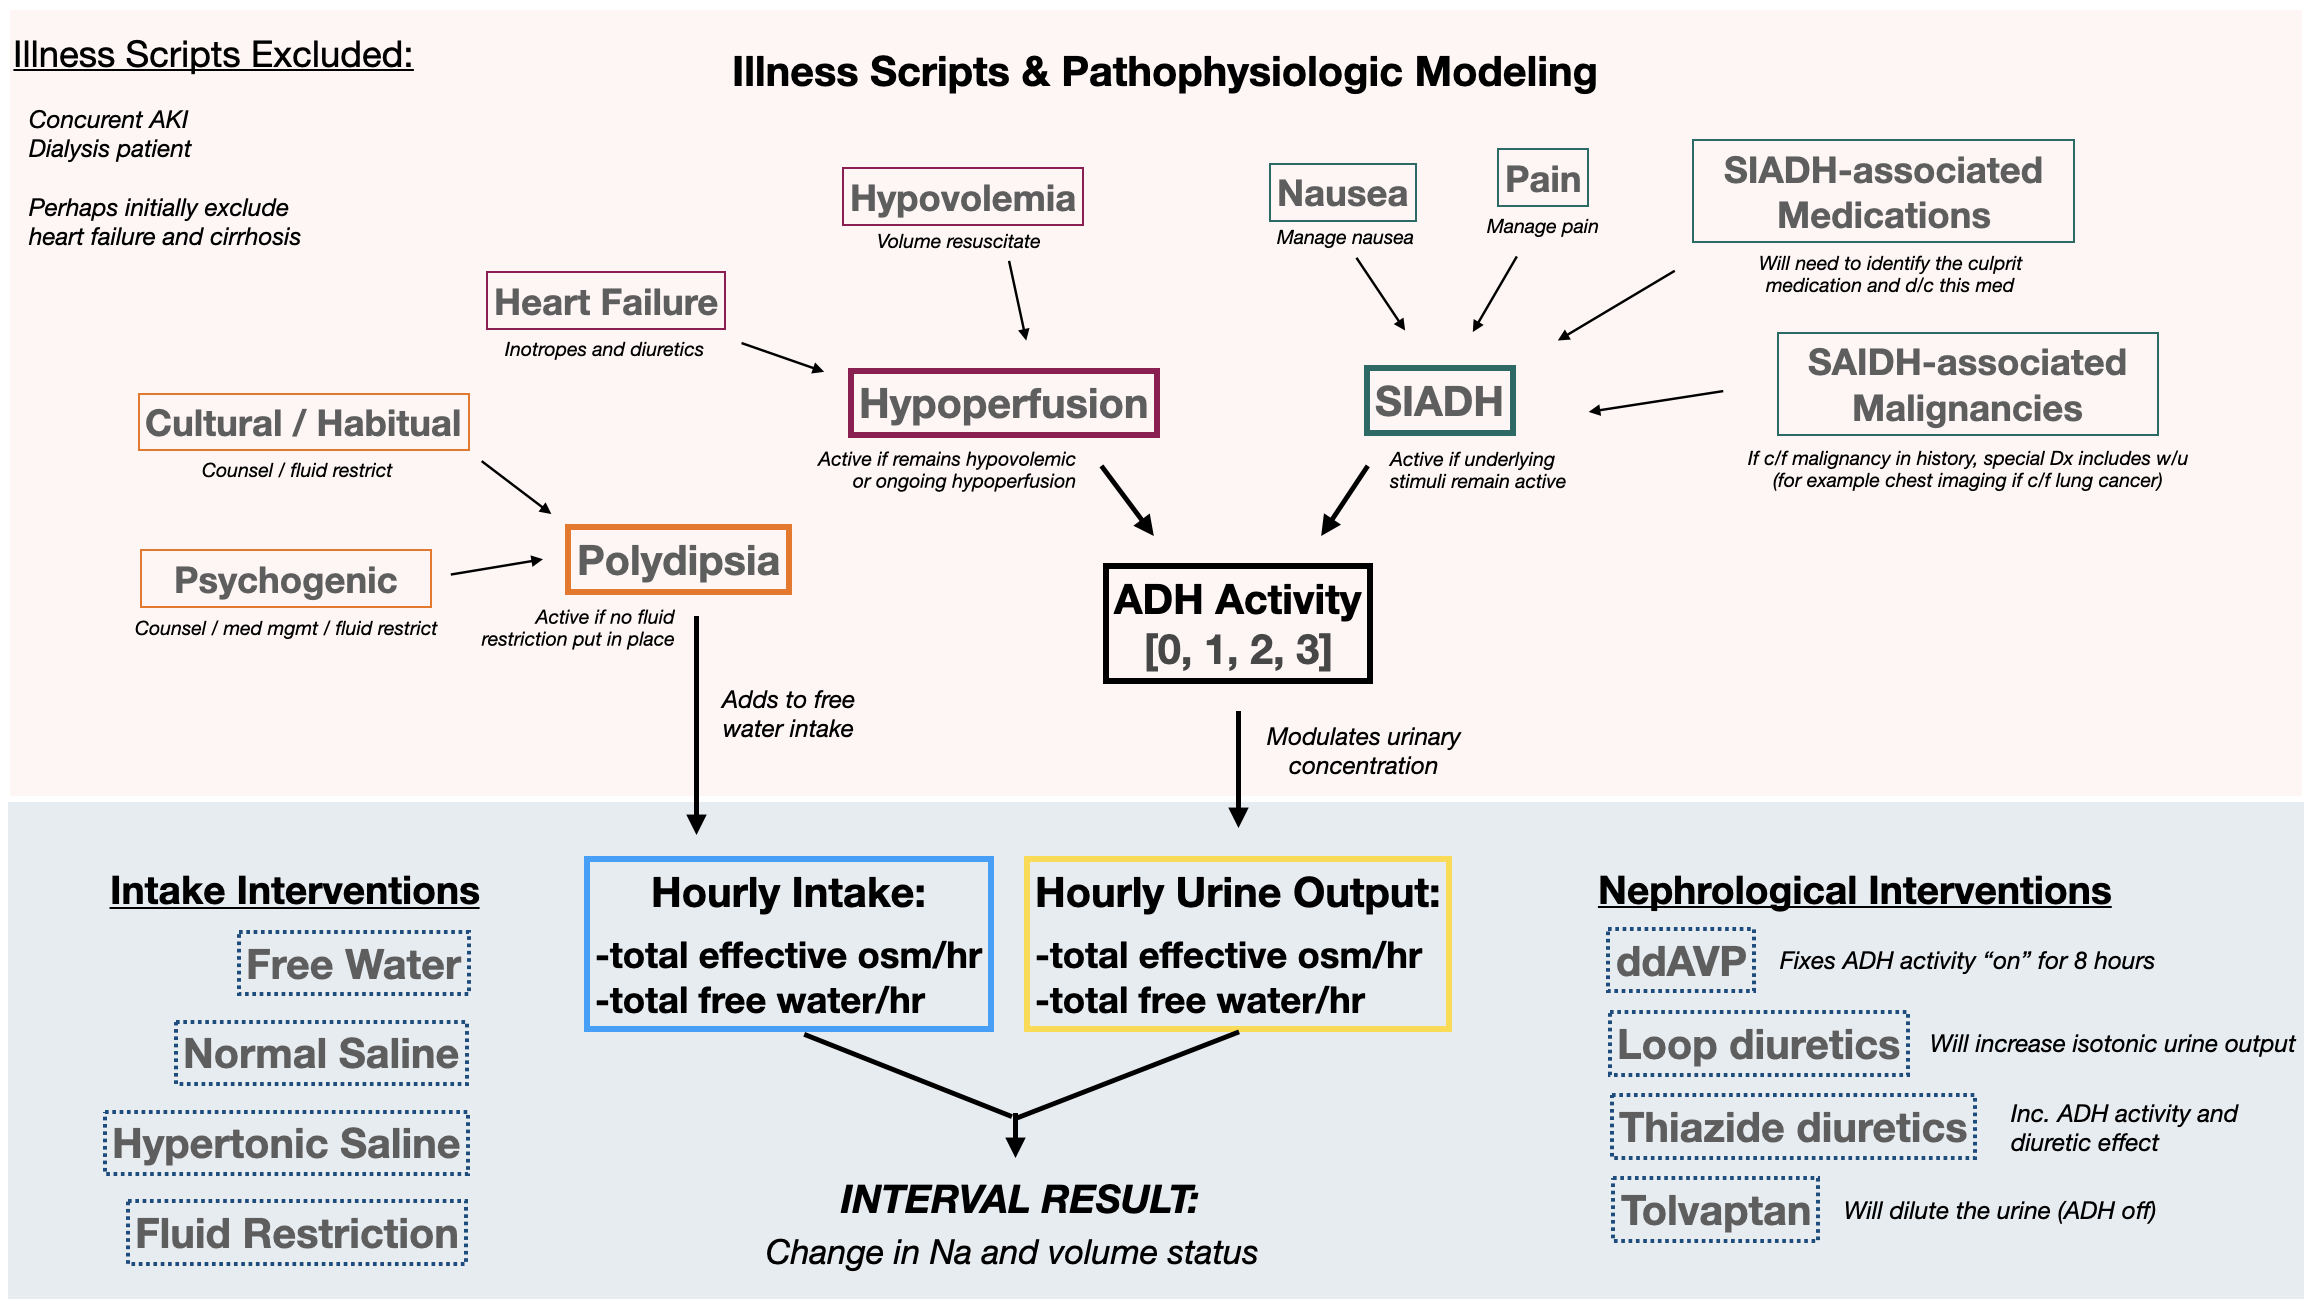 Illness Scripts Excluded:
Illness Scripts & Pathophysiologic Modeling
Concurent AKI
Dialysis patient
Perhaps initially exclude
heart failure and cirrhosis
Hypovolemia
Volume resuscitate
Nausea
Manage nausea
Pain
Manage pain
SIADH-associated
Medications
Will need to identify the culprit
medication and d/c this med
Heart Failure
Inotropes and diuretics
Hypoperfusion
Active if remains hypovolemic
or ongoing hypoperfusion
SIADH
Active if underlying
stimuli remain active
SAIDH-associated
Malignancies
If c/f malignancy in history, special Dx includes w/u
(for example chest imaging if c/f lung cancer)
Cultural / Habitual
Counsel / fluid restrict
Psychogenic
Counsel / med mgmt / fluid restrict
Polydipsia
Active if no fluid
restriction put in place
ADH Activity
[0, 1, 2, 3]
Adds to free
water intake
Modulates urinary
concentration
Intake Interventions
Free Water
Normal Saline
Hypertonic Saline
Fluid Restriction
Hourly Intake:
-total effective osm/hr
-total free water/hr
Hourly Urine Output:
-total effective osm/hr
-total free water/hr
INTERVAL RESULT:
Change in Na and volume status
Nephrological Interventions
ddAVP
Fixes ADH activity “on” for 8 hours
Loop diuretics
Will increase isotonic urine output
Thiazide diuretics
Inc. ADH activity and
diuretic effect
Tolvaptan
Will dilute the urine (ADH off)